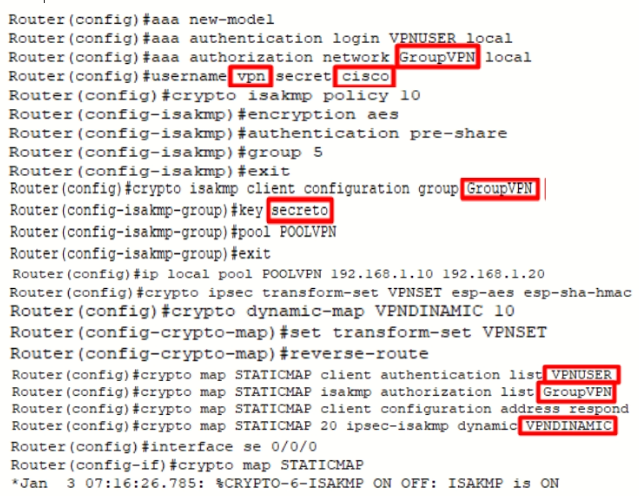 Router(config)#aaa new-model
Router(config)#aaa authentication login VPNUSER local
Router(config)#aaa authorization network GroupVPN local
Router(config)#username vpn secret cisco
Router(config)#crypto isakmp policy 10
Router(config-isakmp)#encryption aes
Router(config-isakmp)#authentication pre-share
Router(config-isakmp)#group 5
Router(config-isakmp)#exit
Router(config)#crypto isakmp client configuration group GroupVPN
Router(config-isakmp-group)#key secreto
Router(config-isakmp-group)#pool POOLVPN
Router(config-isakmp-group)#exit
Router(config)#ip local pool POOLVPN 192.168.1.10 192.168.1.20
Router(config)#crypto ipsec transform-set VPNSET esp-aes esp-sha-hmac
Router(config)#crypto dynamic-map VPNDINAMIC 10
Router(config-crypto-map)#set transform-set VPNSET
Router(config-crypto-map)#reverse-route
Router(config)#crypto map STATICMAP client authentication list VPNUSER
Router(config)#crypto map STATICMAP isakmp authorization list GroupVPN
Router(config)#crypto map STATICMAP client configuration address respond
Router(config)#crypto map STATICMAP 20 ipsec-isakmp dynamic VPNDINAMIC
Router(config)#interface se 0/0/0
Router(config-if)#crypto map STATICMAP
*Jan 3 07:16:26.785: %CRYPTO-6-ISAKMP_ON_OFF: ISAKMP is ON